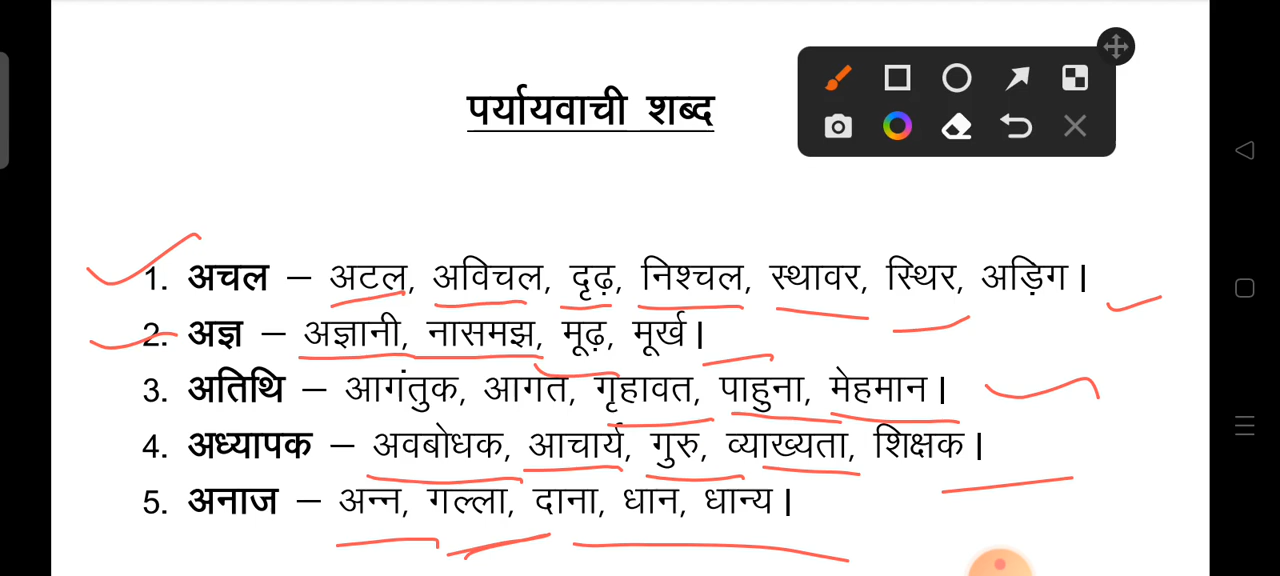 पर्यायवाची शब्द
1. अचल – अटल, अविचल, दृढ़, निश्चल, स्थावर, स्थिर, अड़िग।
2. अज्ञ – अज्ञानी, नासमझ, मूढ़, मूर्ख।
3. अतिथि – आगंतुक, आगत, गृहावत, पाहुना, मेहमान।
4. अध्यापक – अवबोधक, आचार्य, गुरु, व्याख्यता, शिक्षक।
5. अनाज – अन्न, गल्ला, दाना, धान, धान्य।